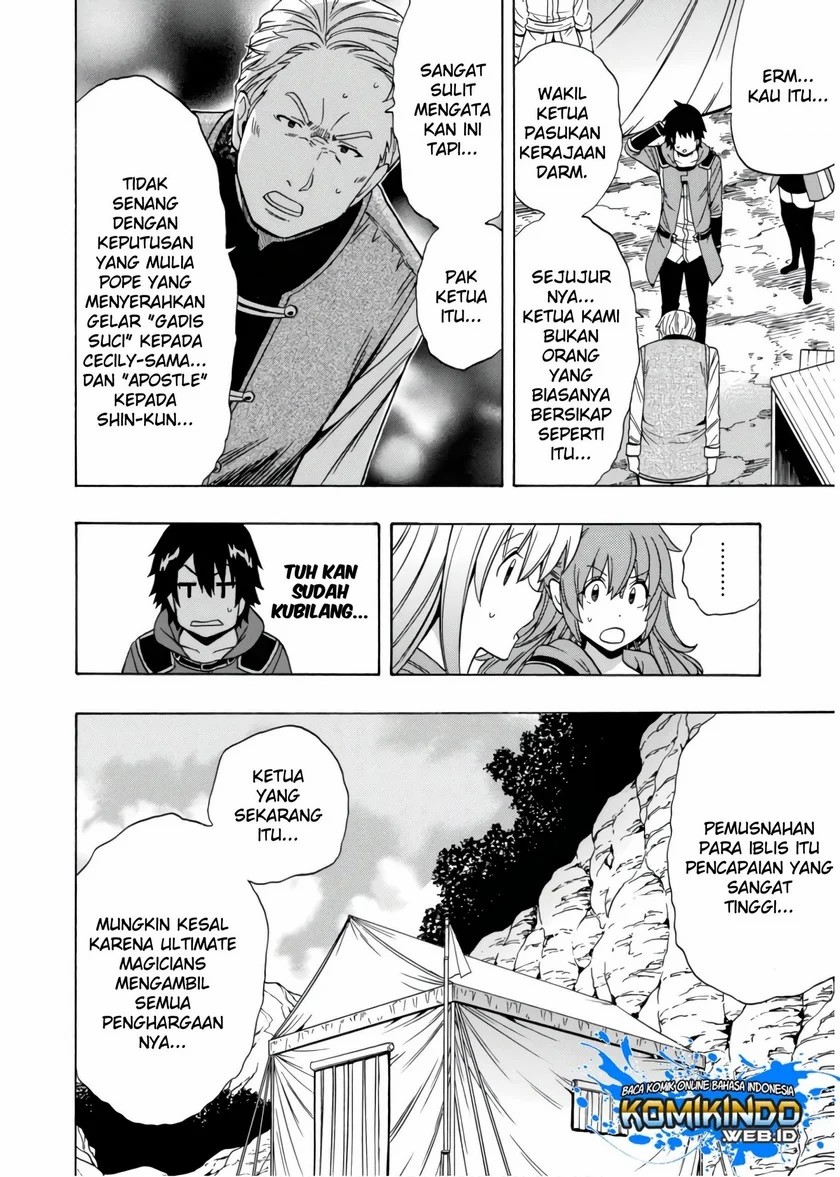 ERM...
KAU ITU...
WAKIL
KETUA
PASUKAN
KERAJAAN
DARM.
SEJUJUR
NYA...
KETUA KAMI
BUKAN
ORANG
YANG
BIASANYA
BERSIKAP
SEPERTI
ITU...
SANGAT
SULIT
MENGATA
KAN INI
TAPI...
PAK
KETUA
ITU...
TIDAK
SENANG
DENGAN
KEPUTUSAN
YANG MULIA
POPE YANG
MENYERAHKAN
GELAR "GADIS
SUCI" KEPADA
CECILY-SAMA...
DAN "APOSTLE"
KEPADA
SHIN-KUN...
........
TUH KAN
SUDAH
KUBILANG...
PEMUSNAHAN
PARA IBLIS ITU
PENCAPAIAN YANG
SANGAT
TINGGI...
KETUA
YANG
SEKARANG
ITU...
MUNGKIN KESAL
KARENA ULTIMATE
MAGICIANS
MENGAMBIL
SEMUA
PENGHARGAAN
NYA...
BACA KOMIK ONLINE BAHASA INDONESIA
KOMIKINDO
WEB.ID